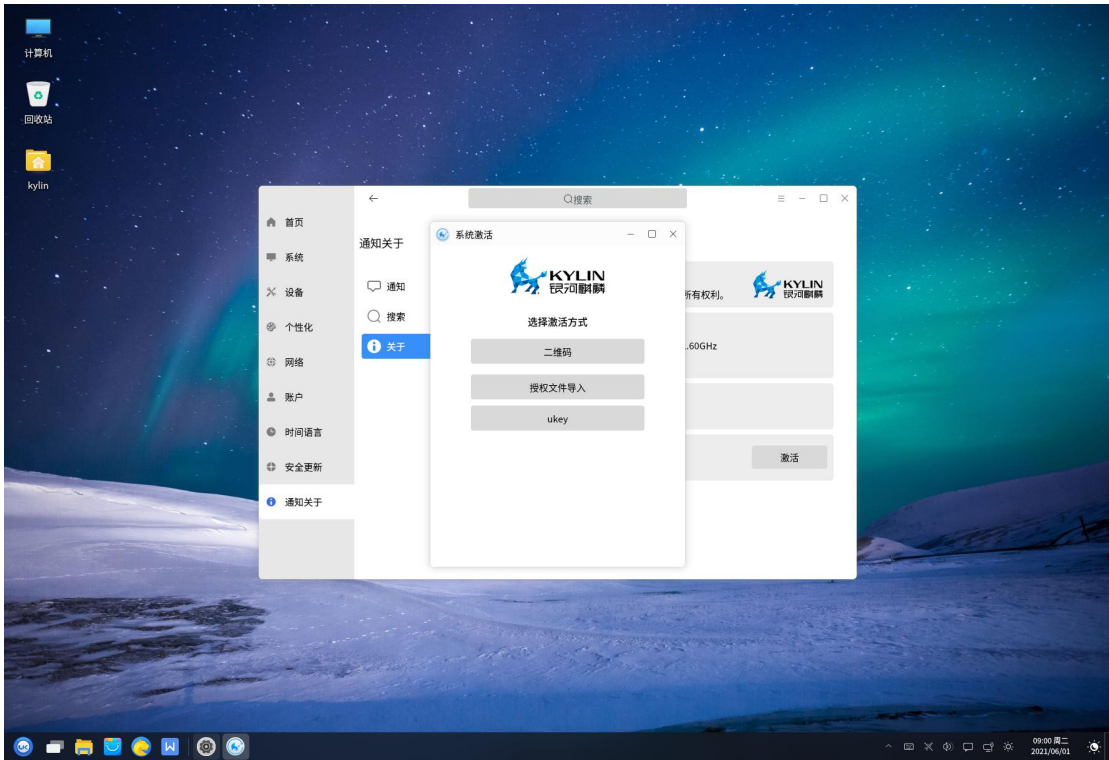 计算机
回收站
kylin
搜索
首页
系统
设备
个性化
网络
账户
时间语言
安全更新
通知关于
通知关于
通知
搜索
关于
系统激活
KYLIN
银河麒麟
选择激活方式
二维码
授权文件导入
ukey
所有权利。
KYLIN
银河麒麟
.60GHz
激活
09:00 周二
2021/06/01